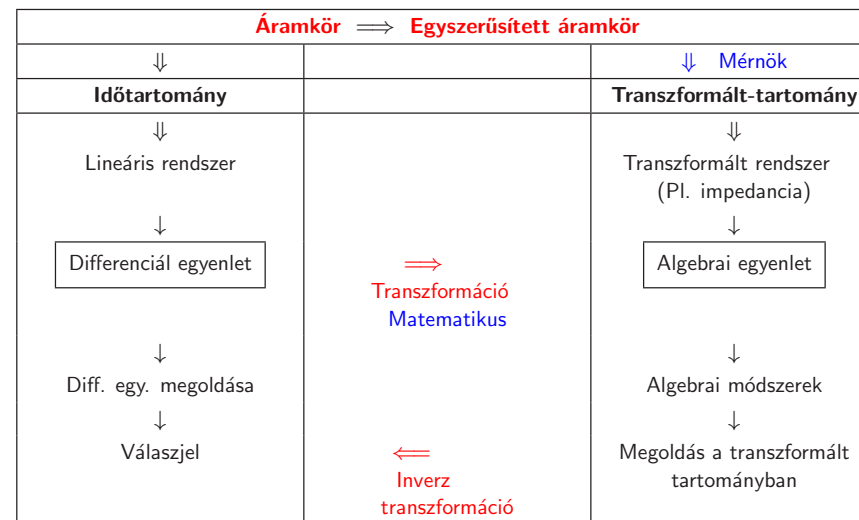 Áramkör ⟹ Egyszerűsített áramkör
⇓ ⇓ Mérnök
Időtartomány Transzformált-tartomány
⇓ ⇓
Lineáris rendszer Transzformált rendszer
(Pl. impedancia)
↓ ↓
Differenciál egyenlet ⟹ Algebrai egyenlet
Transzformáció
Matematikus
↓ ↓
Diff. egy. megoldása Algebrai módszerek
↓ ↓
Válaszjel ⟸ Megoldás a transzformált
Inverz tartományban
transzformáció